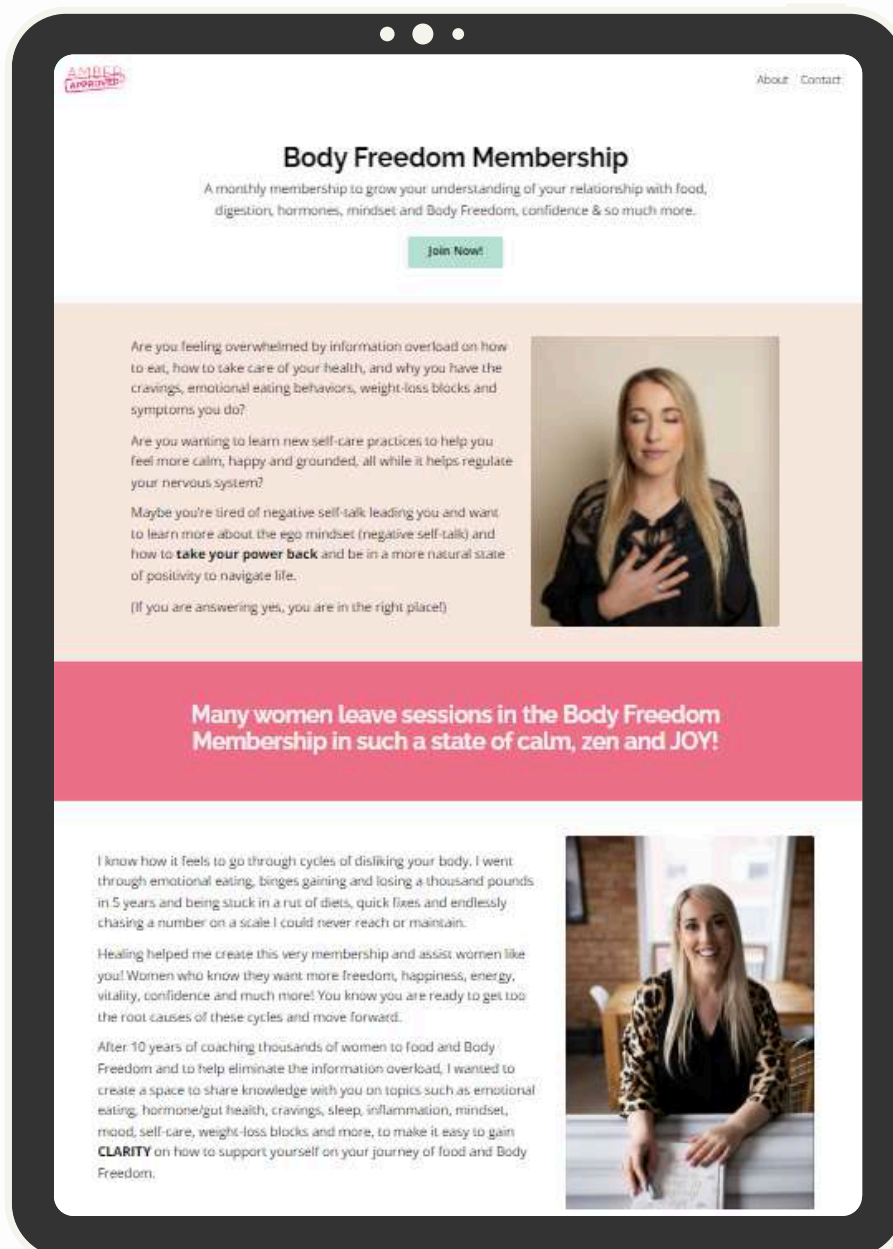 AMBER
APPROVED
About Contact
Body Freedom Membership
A monthly membership to grow your understanding of your relationship with food,
digestion, hormones, mindset and Body Freedom, confidence & so much more.
Join Now!
Are you feeling overwhelmed by information overload on how
to eat, how to take care of your health, and why you have the
cravings, emotional eating behaviors, weight-loss blocks and
symptoms you do?
Are you wanting to learn new self-care practices to help you
feel more calm, happy and grounded, all while it helps regulate
your nervous system?
Maybe you're tired of negative self-talk leading you and want
to learn more about the ego mindset (negative self-talk) and
how to take your power back and be in a more natural state
of positivity to navigate life.
(If you are answering yes, you are in the right place!)
Many women leave sessions in the Body Freedom
Membership in such a state of calm, zen and JOY!
I know how it feels to go through cycles of disliking your body. I went
through emotional eating, binges gaining and losing a thousand pounds
in 5 years and being stuck in a rut of diets, quick fixes and endlessly
chasing a number on a scale I could never reach or maintain.
Healing helped me create this very membership and assist women like
you! Women who know they want more freedom, happiness, energy,
vitality, confidence and much more! You know you are ready to get too
the root causes of these cycles and move forward.
After 10 years of coaching thousands of women to food and Body
Freedom and to help eliminate the information overload, I wanted to
create a space to share knowledge with you on topics such as emotional
eating, hormone/gut health, cravings, sleep, inflammation, mindset,
mood, self-care, weight-loss blocks and more, to make it easy to gain
CLARITY on how to support yourself on your journey of food and Body
Freedom.